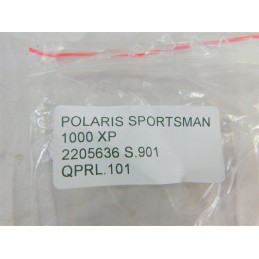 POLARIS SPORTSMAN
1000 XP
2205636 S.901
QPRL.101